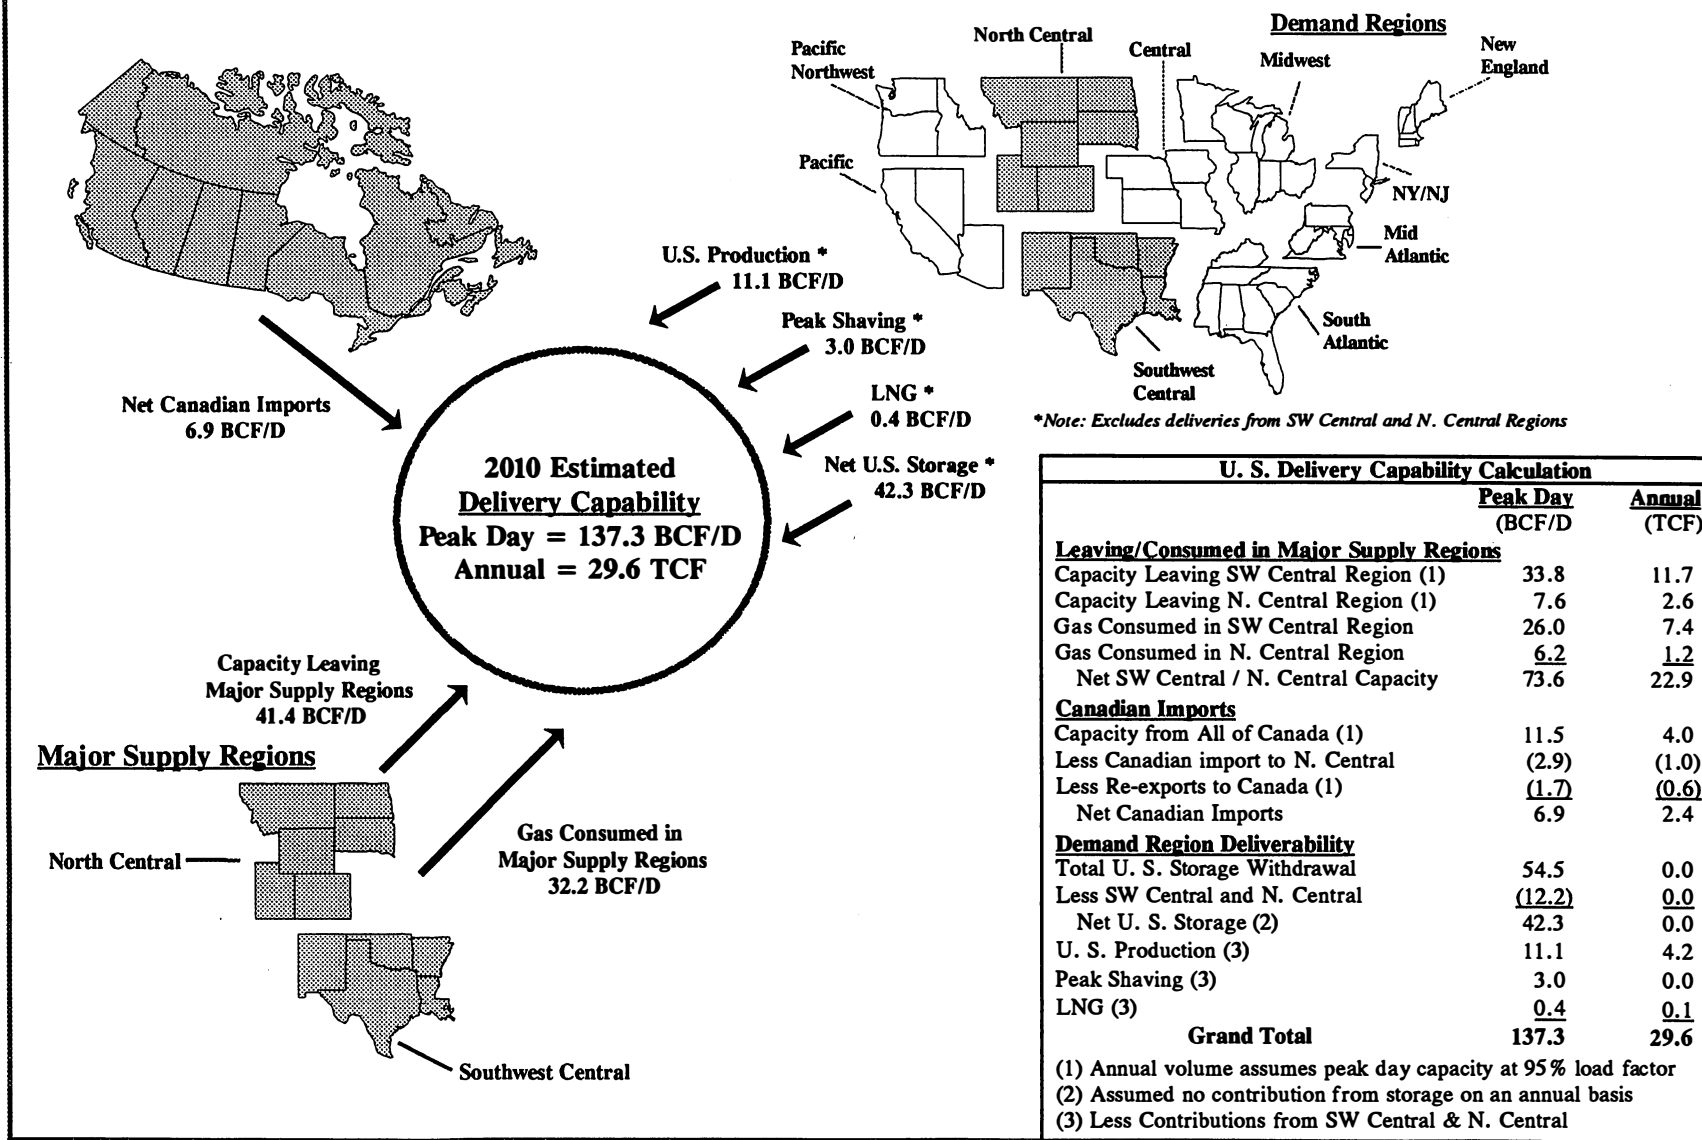 Demand Regions
Pacific
Northwest
North Central
Central
Midwest
New
England
Pacific
NY/NJ
Mid
Atlantic
South
Atlantic
Southwest
Central
*Note: Excludes deliveries from SW Central and N. Central Regions
U.S. Production *
11.1 BCF/D
Peak Shaving *
3.0 BCF/D
LNG *
0.4 BCF/D
Net U.S. Storage *
42.3 BCF/D
Net Canadian Imports
6.9 BCF/D
2010 Estimated
Delivery Capability
Peak Day = 137.3 BCF/D
Annual = 29.6 TCF
Capacity Leaving
Major Supply Regions
41.4 BCF/D
Major Supply Regions
North Central
Gas Consumed in
Major Supply Regions
32.2 BCF/D
Southwest Central
U. S. Delivery Capability Calculation
Peak Day Annual
(BCF/D (TCF)
Leaving/Consumed in Major Supply Regions
Capacity Leaving SW Central Region (1) 33.8 11.7
Capacity Leaving N. Central Region (1) 7.6 2.6
Gas Consumed in SW Central Region 26.0 7.4
Gas Consumed in N. Central Region 6.2 1.2
Net SW Central / N. Central Capacity 73.6 22.9
Canadian Imports
Capacity from All of Canada (1) 11.5 4.0
Less Canadian import to N. Central (2.9) (1.0)
Less Re-exports to Canada (1) (1.7) (0.6)
Net Canadian Imports 6.9 2.4
Demand Region Deliverability
Total U. S. Storage Withdrawal 54.5 0.0
Less SW Central and N. Central (12.2) 0.0
Net U. S. Storage (2) 42.3 0.0
U. S. Production (3) 11.1 4.2
Peak Shaving (3) 3.0 0.0
LNG (3) 0.4 0.1
Grand Total 137.3 29.6
(1) Annual volume assumes peak day capacity at 95% load factor
(2) Assumed no contribution from storage on an annual basis
(3) Less Contributions from SW Central & N. Central